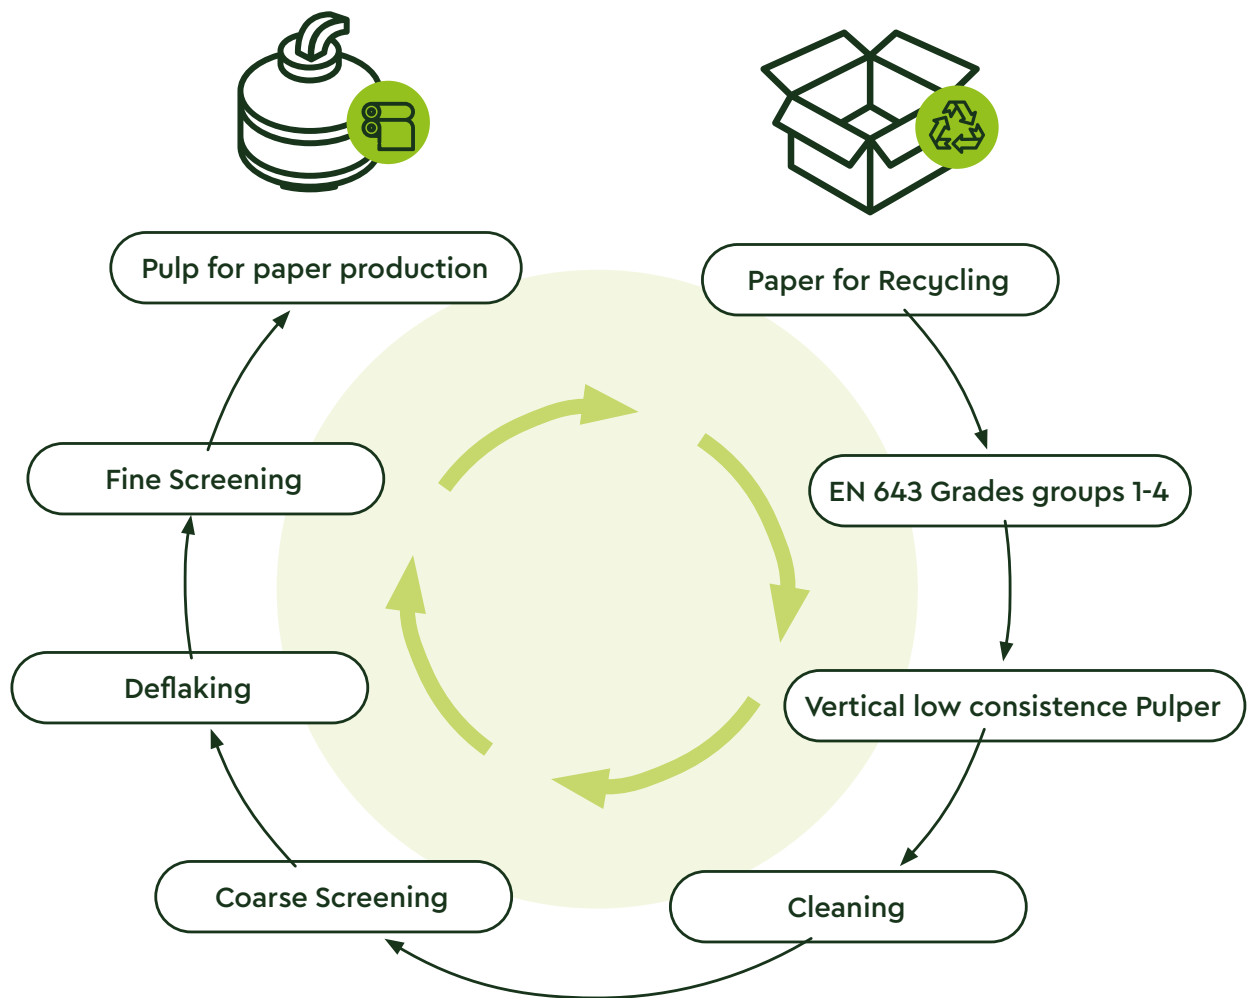 Pulp for paper production
Paper for Recycling
Fine Screening
EN 643 Grades groups 1-4
Deflaking
Vertical low consistence Pulper
Coarse Screening
Cleaning